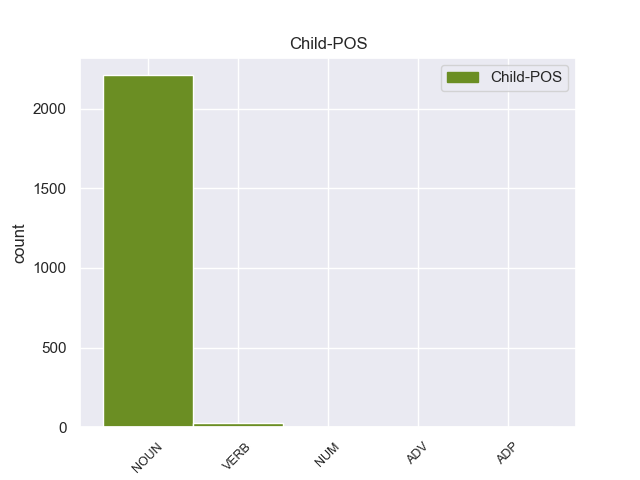 Child-POS
Child-POS
count
2000
1500
1000
500
0
NOUN
VERB
NUM
ADV
ADP